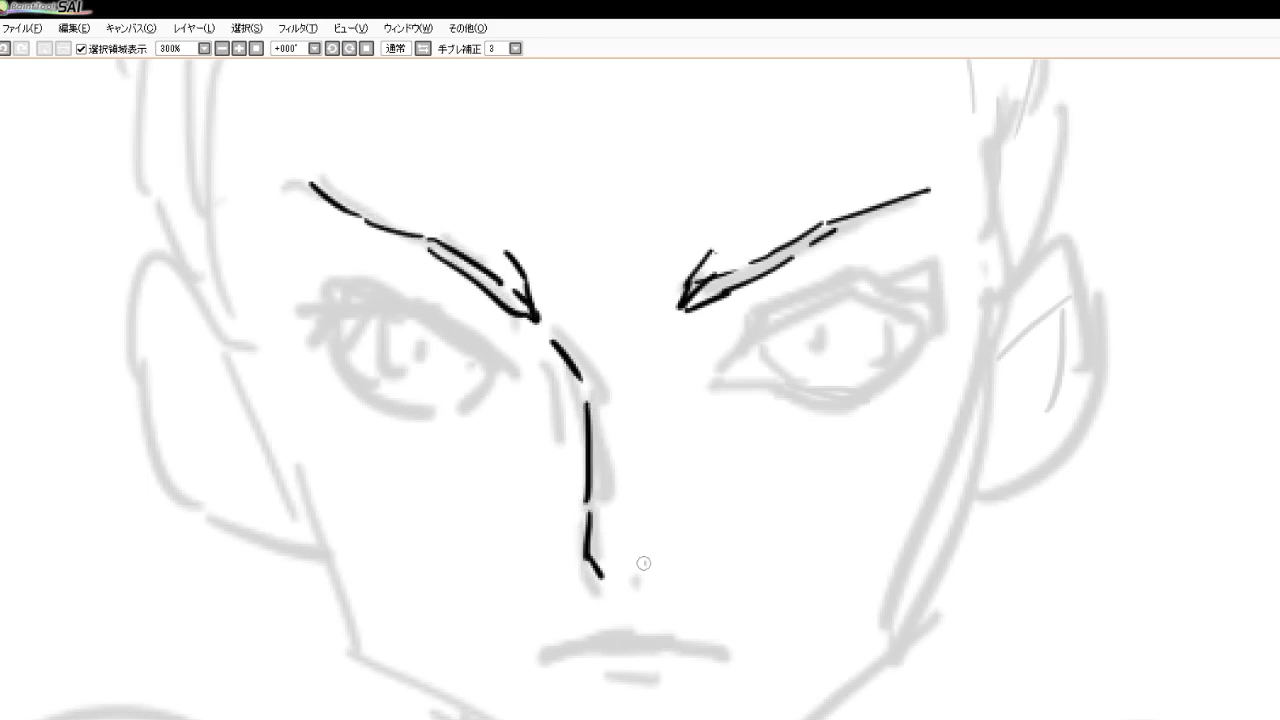 PaintTool SAI
ファイル(F) 編集(E) キャンバス(C) レイヤー(L) 選択(S) フィルタ(T) ビュー(V) ウィンドウ(W) その他(O)
選択領域表示 300% +000° 通常 手ブレ補正 3